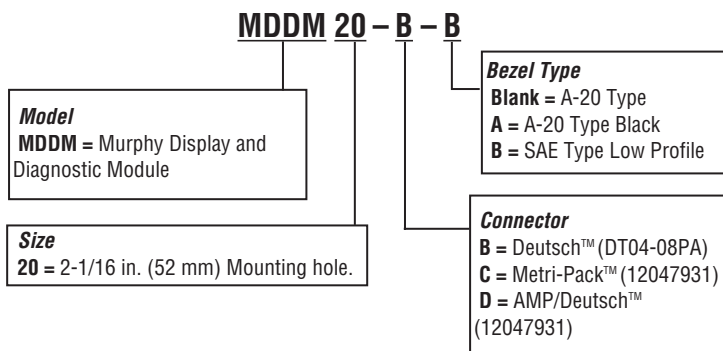 MDDM 20 – B – B
Model
MDDM = Murphy Display and
Diagnostic Module
Size
20 = 2-1/16 in. (52 mm) Mounting hole.
Bezel Type
Blank = A-20 Type
A = A-20 Type Black
B = SAE Type Low Profile
Connector
B = Deutsch™ (DT04-08PA)
C = Metri-Pack™ (12047931)
D = AMP/Deutsch™
(12047931)